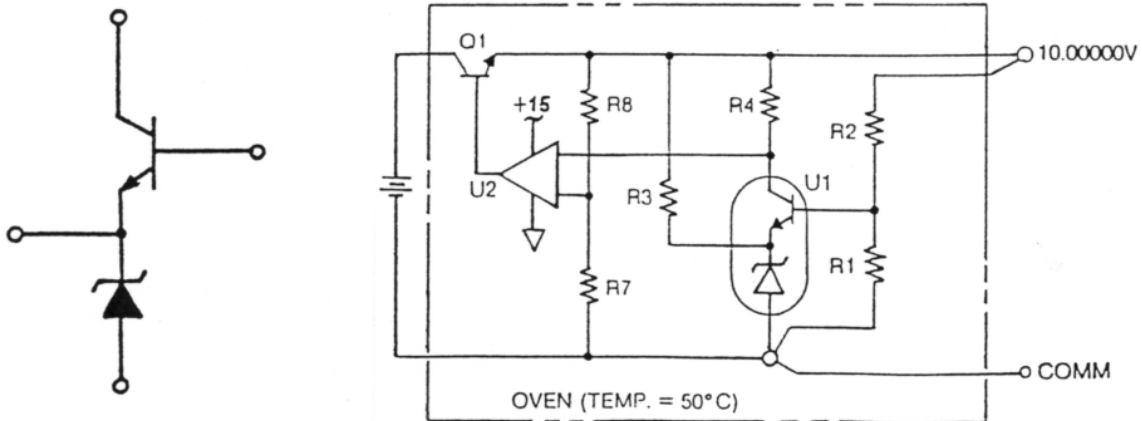 Q1
10.00000V
+15
R8
R4
R2
U2
R3
U1
R7
R1
COMM
OVEN (TEMP. = 50°C)